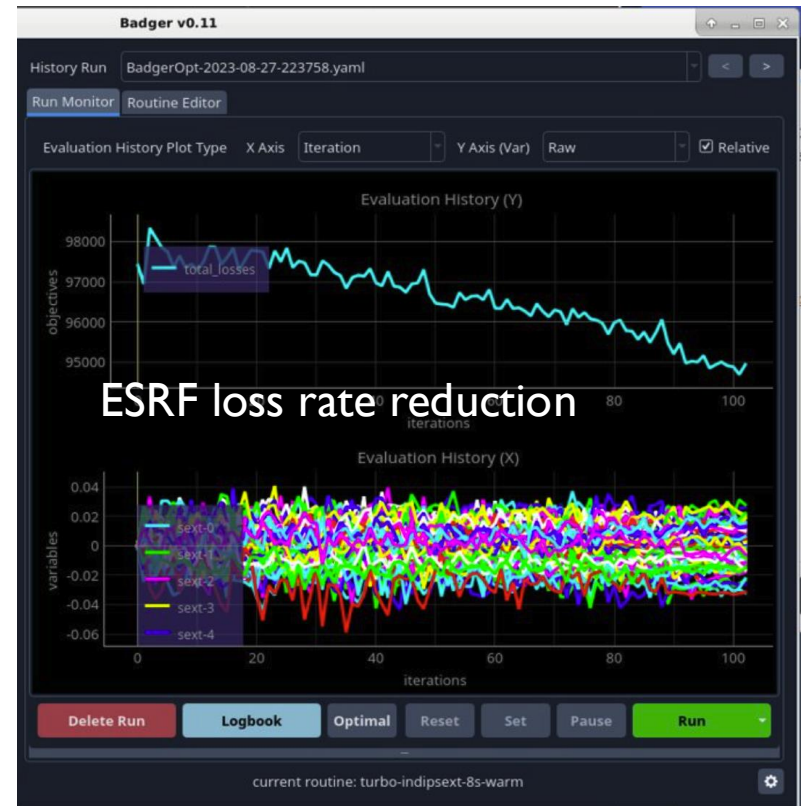 Badger v0.11
History Run BadgerOpt-2023-08-27-223758.yaml < >
Run Monitor Routine Editor
Evaluation History Plot Type X Axis Iteration Y Axis (Var) Raw Relative
Evaluation History (Y)
98000
97000
96000
95000
objectives
total_losses
ESRF loss rate reduction
80 100
iterations
Evaluation History (X)
0.04
0.02
0
-0.02
-0.04
-0.06
variables
sext-0
sext-1
sext-2
sext-3
sext-4
0 20 40 60 80 100
iterations
Delete Run Logbook Optimal Reset Set Pause Run
current routine: turbo-indipsext-8s-warm